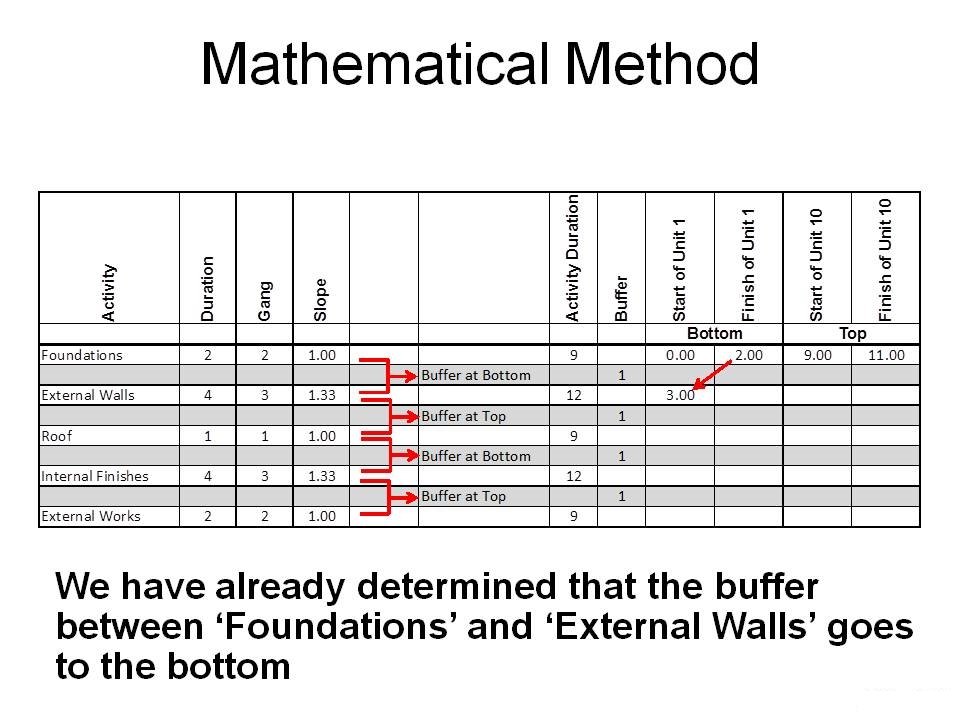 Mathematical Method
Activity Duration Gang Slope Activity Duration Buffer Start of Unit 1 Finish of Unit 1 Start of Unit 10 Finish of Unit 10
Bottom Top
Foundations 2 2 1.00 9 0.00 2.00 9.00 11.00
Buffer at Bottom 1
External Walls 4 3 1.33 12 3.00
Buffer at Top 1
Roof 1 1 1.00 9
Buffer at Bottom 1
Internal Finishes 4 3 1.33 12
Buffer at Top 1
External Works 2 2 1.00 9
We have already determined that the buffer
between ‘Foundations’ and ‘External Walls’ goes
to the bottom